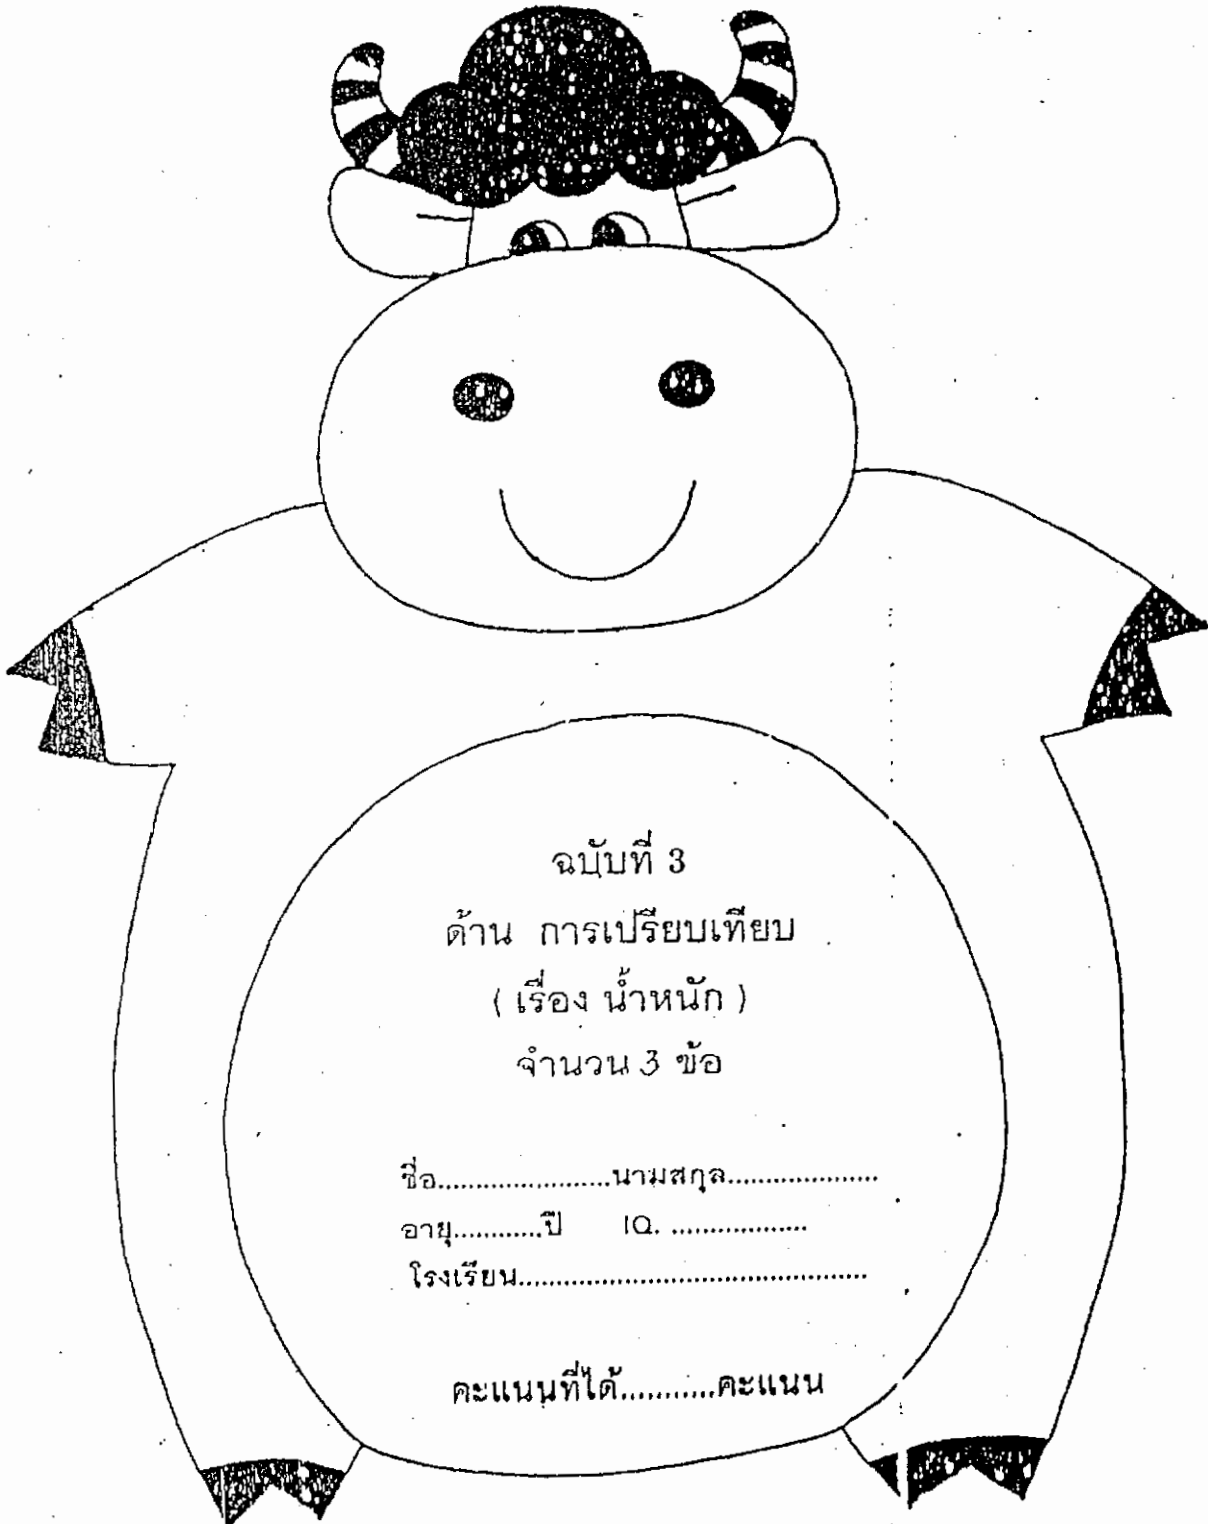 ฉบับที่ 3
ด้าน การเปรียบเทียบ
( เรื่อง น้ำหนัก )
จำนวน 3 ข้อ
ชื่อ......................นามสกุล...................
อายุ...........ปี IQ. .................
โรงเรียน............................................
คะแนนที่ได้............คะแนน